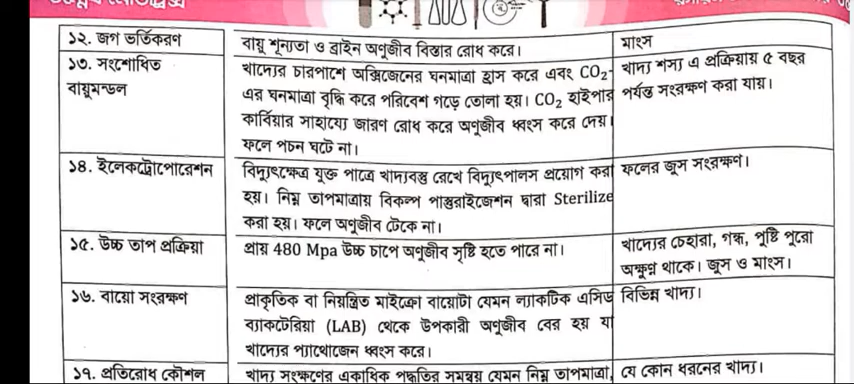 ১২. জগ ভর্তিকরণ
বায়ু শূন্যতা ও ব্রাইন অণুজীব বিস্তার রোধ করে।
মাংস
১৩. সংশোধিত
বায়ুমন্ডল
খাদ্যের চারপাশে অক্সিজেনের ঘনমাত্রা হ্রাস করে এবং CO₂-
এর ঘনমাত্রা বৃদ্ধি করে পরিবেশ গড়ে তোলা হয়। CO₂ হাইপার
কার্বিয়ার সাহায্যে জারণ রোধ করে অণুজীব ধ্বংস করে দেয়।
ফলে পচন ঘটে না।
খাদ্য শস্য এ প্রক্রিয়ায় ৫ বছর
পর্যন্ত সংরক্ষণ করা যায়।
১৪. ইলেকট্রোপোরেশন
বিদ্যুৎক্ষেত্র যুক্ত পাত্রে খাদ্যবস্তু রেখে বিদ্যুৎপালস প্রয়োগ করা
হয়। নিম্ন তাপমাত্রায় বিকল্প পাস্তুরাইজেশন দ্বারা Sterilize
করা হয়। ফলে অণুজীব টেকে না।
ফলের জুস সংরক্ষণ।
১৫. উচ্চ তাপ প্রক্রিয়া
প্রায় 480 Mpa উচ্চ চাপে অণুজীব সৃষ্টি হতে পারে না।
খাদ্যের চেহারা, গন্ধ, পুষ্টি পুরো
অক্ষুণ্ন থাকে। জুস ও মাংস।
১৬. বায়ো সংরক্ষণ
প্রাকৃতিক বা নিয়ন্ত্রিত মাইক্রো বায়োটা যেমন ল্যাকটিক এসিড
ব্যাকটেরিয়া (LAB) থেকে উপকারী অণুজীব বের হয় যা
খাদ্যের প্যাথোজেন ধ্বংস করে।
বিভিন্ন খাদ্য।
১৭. প্রতিরোধ কৌশল
খাদ্য সংক্ষণের একাধিক পদ্ধতির সমন্বয় যেমন নিম্ন তাপমাত্রা,
যে কোন ধরনের খাদ্য।